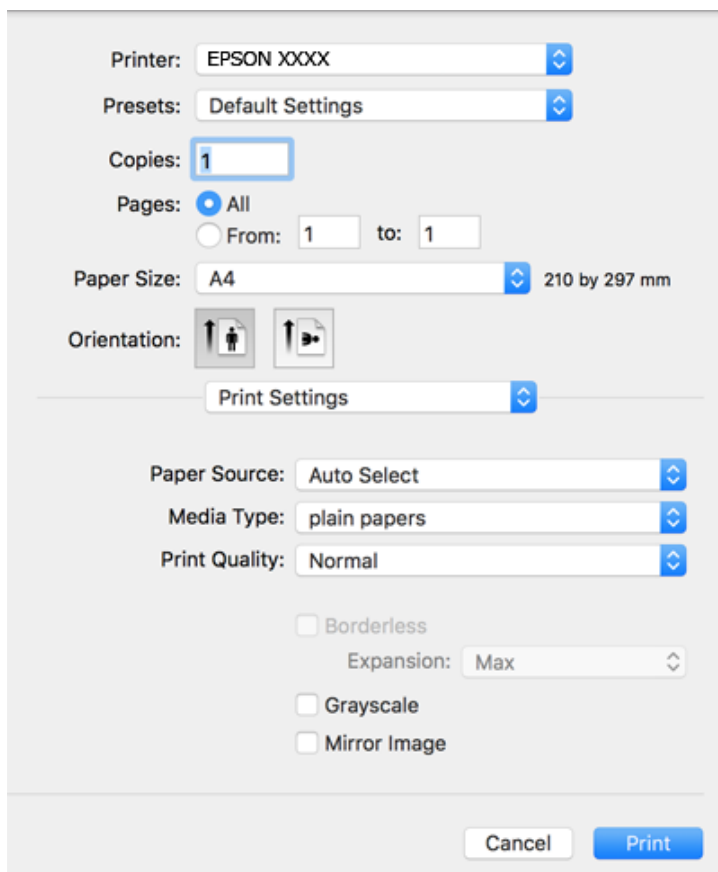 Printer: EPSON XXXX
Presets: Default Settings
Copies: 1
Pages: All
From: 1 to: 1
Paper Size: A4 210 by 297 mm
Orientation:
Print Settings
Paper Source: Auto Select
Media Type: plain papers
Print Quality: Normal
Borderless
Expansion: Max
Grayscale
Mirror Image
Cancel Print